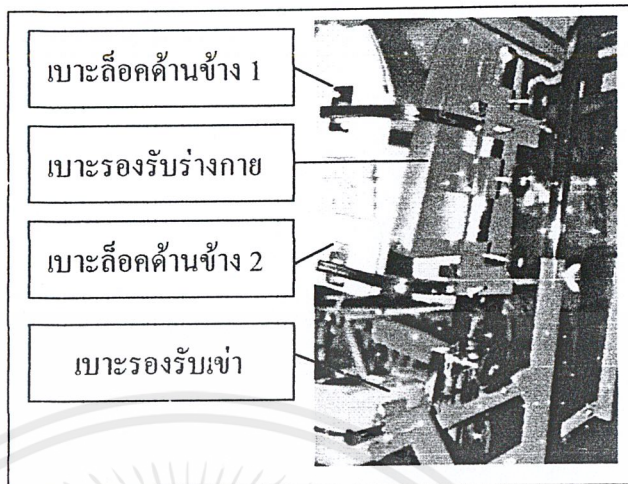 เบาะล็อคด้านข้าง 1
เบาะรองรับร่างกาย
เบาะล็อคด้านข้าง 2
เบาะรองรับเข่า